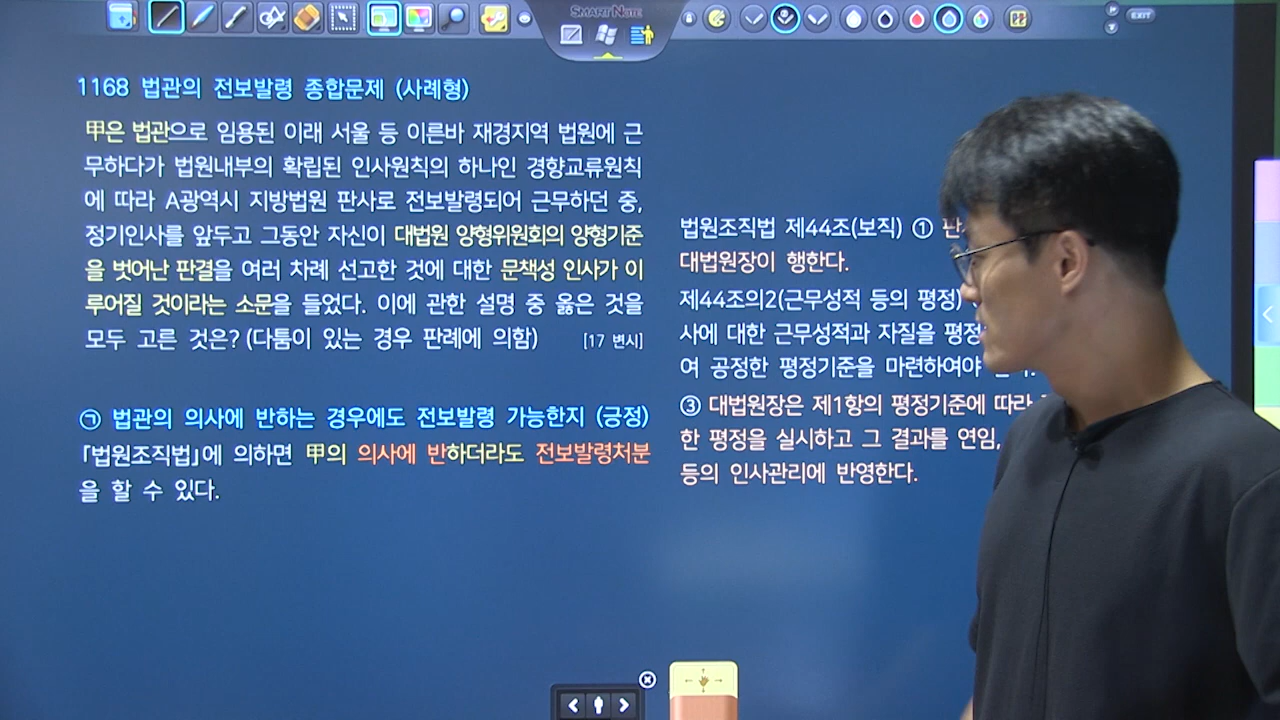 SMART NOTE
EXIT
1168 법관의 전보발령 종합문제 (사례형)
甲은 법관으로 임용된 이래 서울 등 이른바 재경지역 법원에 근
무하다가 법원내부의 확립된 인사원칙의 하나인 경향교류원칙
에 따라 A광역시 지방법원 판사로 전보발령되어 근무하던 중,
정기인사를 앞두고 그동안 자신이 대법원 양형위원회의 양형기준
을 벗어난 판결을 여러 차례 선고한 것에 대한 문책성 인사가 이
루어질 것이라는 소문을 들었다. 이에 관한 설명 중 옳은 것을
모두 고른 것은? (다툼이 있는 경우 판례에 의함) [17 변시]
㉠ 법관의 의사에 반하는 경우에도 전보발령 가능한지 (긍정)
「법원조직법」에 의하면 甲의 의사에 반하더라도 전보발령처분
을 할 수 있다.
법원조직법 제44조(보직) ①
대법원장이 행한다.
제44조의2(근무성적 등의 평정)
사에 대한 근무성적과 자질을 평정
여 공정한 평정기준을 마련하여야
③ 대법원장은 제1항의 평정기준에 따라
한 평정을 실시하고 그 결과를 연임,
등의 인사관리에 반영한다.